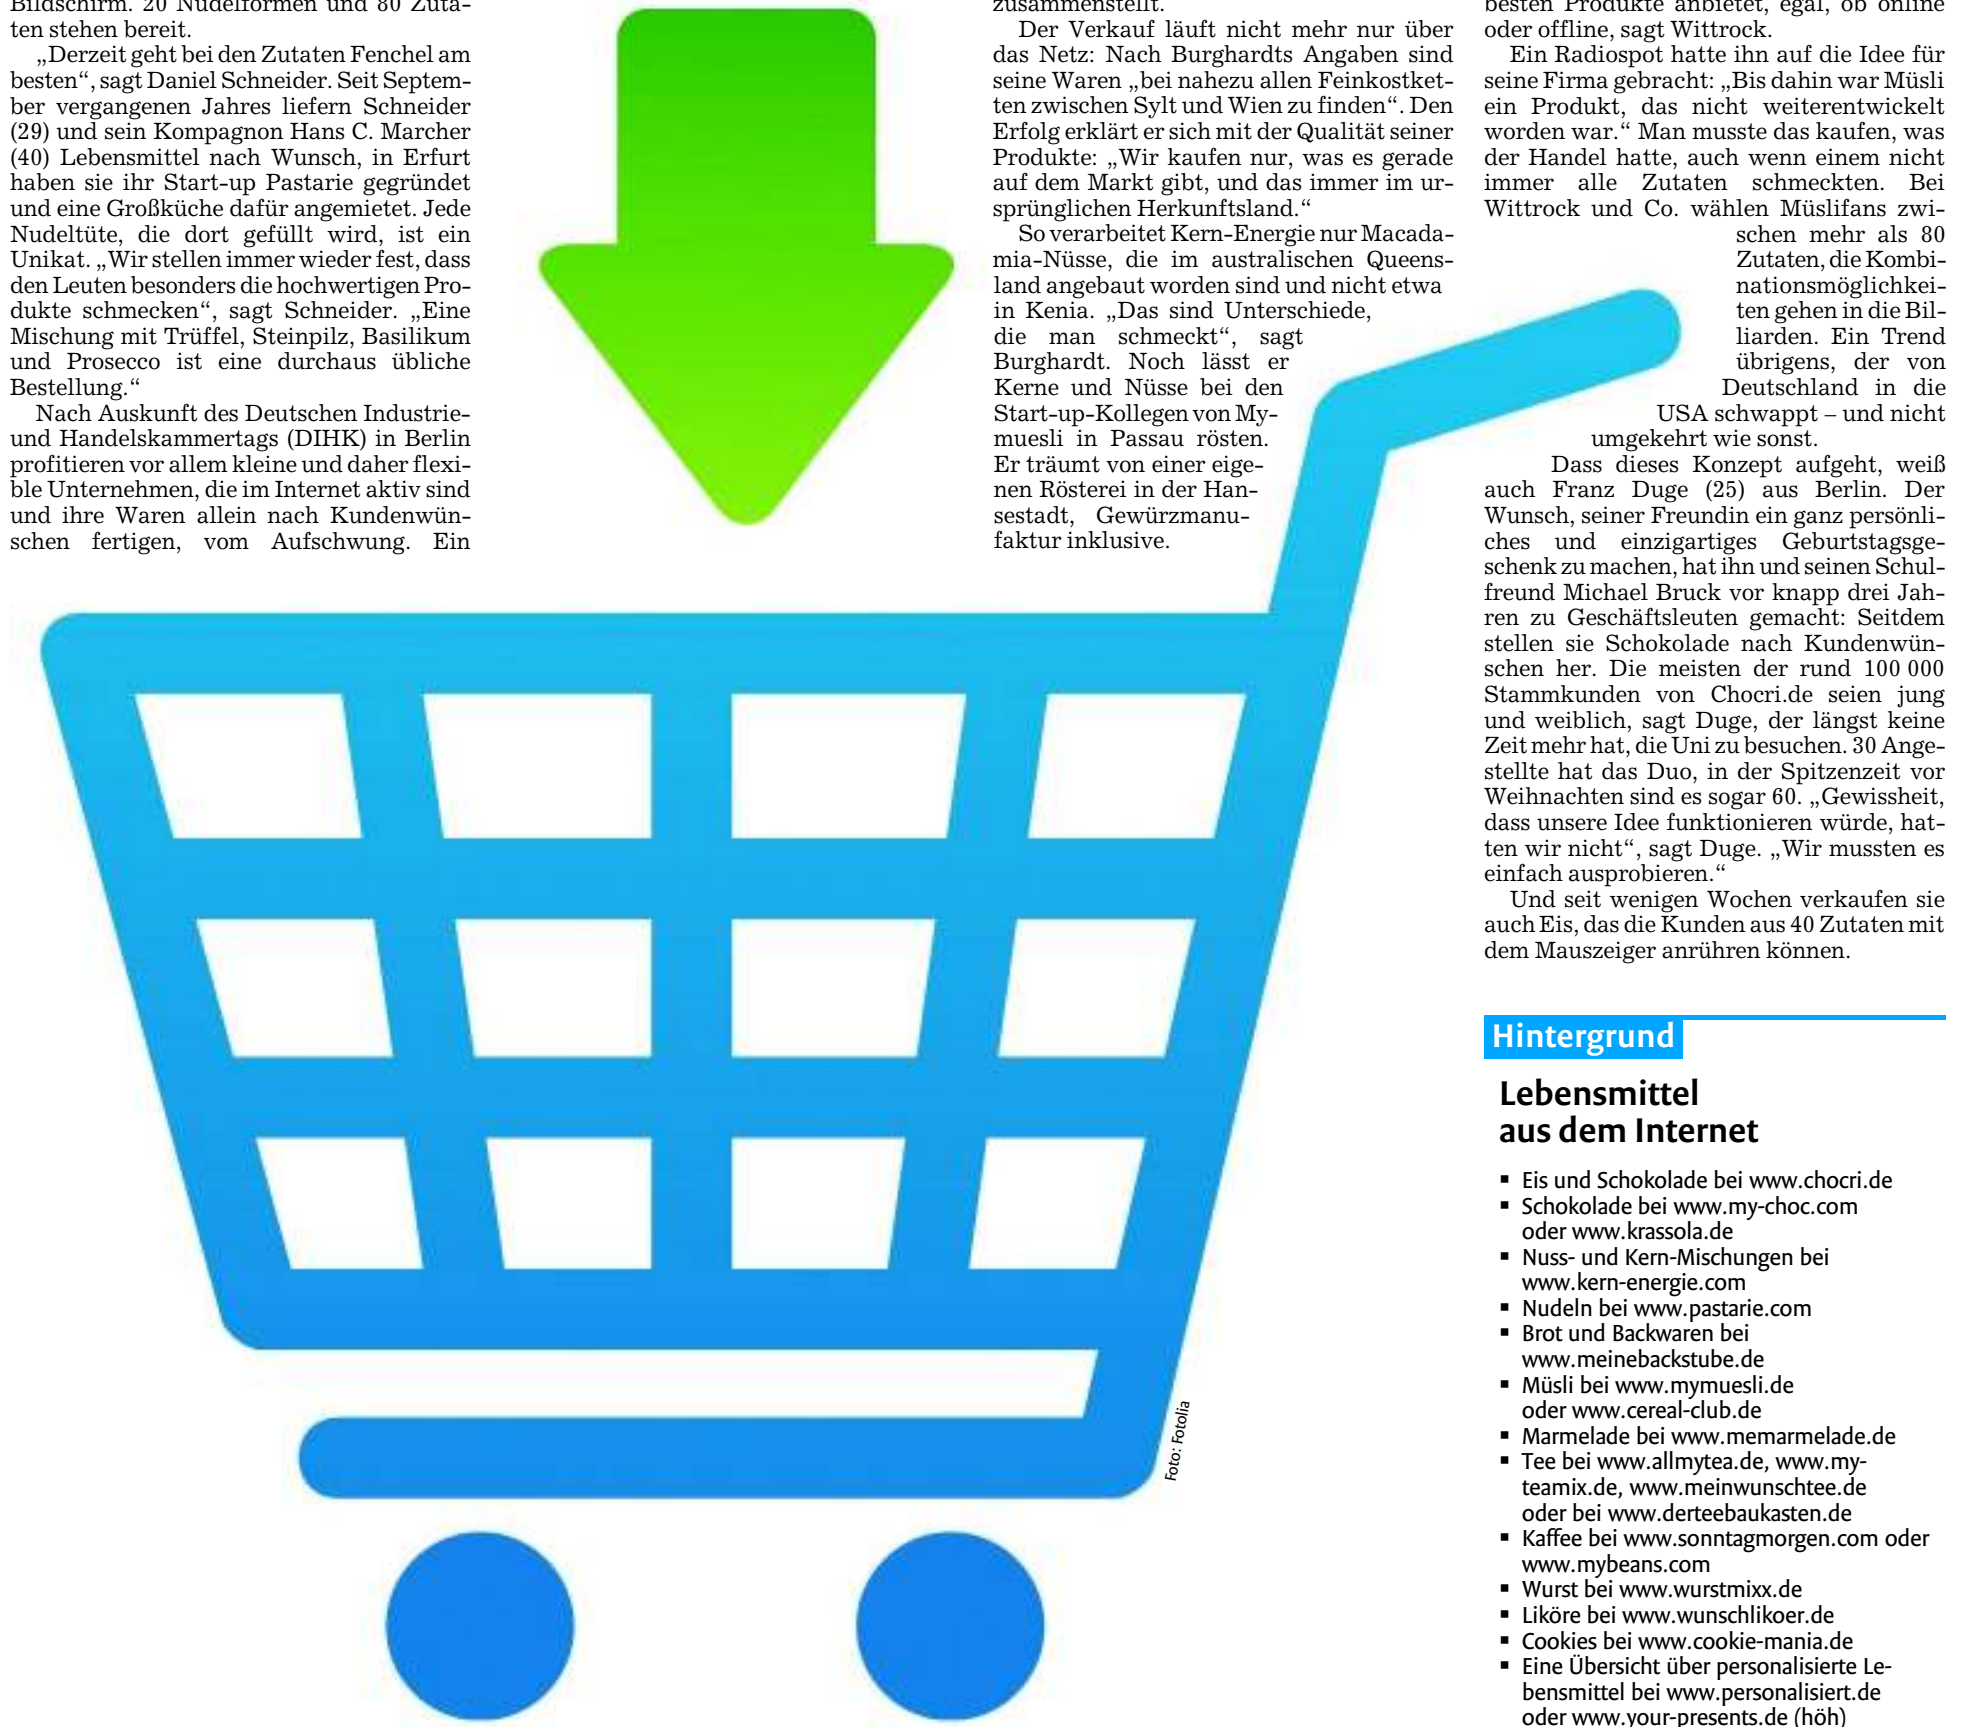 Bildschirm. 20 Nudelformen und 80 Zuta-
ten stehen bereit.
„Derzeit geht bei den Zutaten Fenchel am
besten“, sagt Daniel Schneider. Seit Septem-
ber vergangenen Jahres liefern Schneider
(29) und sein Kompagnon Hans C. Marcher
(40) Lebensmittel nach Wunsch, in Erfurt
haben sie ihr Start-up Pastarie gegründet
und eine Großküche dafür angemietet. Jede
Nudeltüte, die dort gefüllt wird, ist ein
Unikat. „Wir stellen immer wieder fest, dass
den Leuten besonders die hochwertigen Pro-
dukte schmecken“, sagt Schneider. „Eine
Mischung mit Trüffel, Steinpilz, Basilikum
und Prosecco ist eine durchaus übliche
Bestellung.“
Nach Auskunft des Deutschen Industrie-
und Handelskammertags (DIHK) in Berlin
profitieren vor allem kleine und daher flexi-
ble Unternehmen, die im Internet aktiv sind
und ihre Waren allein nach Kundenwün-
schen fertigen, vom Aufschwung. Ein
zusammenstellt.
Der Verkauf läuft nicht mehr nur über
das Netz: Nach Burghardts Angaben sind
seine Waren „bei nahezu allen Feinkostket-
ten zwischen Sylt und Wien zu finden“. Den
Erfolg erklärt er sich mit der Qualität seiner
Produkte: „Wir kaufen nur, was es gerade
auf dem Markt gibt, und das immer im ur-
sprünglichen Herkunftsland.“
So verarbeitet Kern-Energie nur Macada-
mia-Nüsse, die im australischen Queens-
land angebaut worden sind und nicht etwa
in Kenia. „Das sind Unterschiede,
die man schmeckt“, sagt
Burghardt. Noch lässt er
Kerne und Nüsse bei den
Start-up-Kollegen von My-
muesli in Passau rösten.
Er träumt von einer eige-
nen Rösterei in der Han-
sestadt, Gewürzmanu-
faktur inklusive.
besten Produkte anbietet, egal, ob online
oder offline, sagt Wittrock.
Ein Radiospot hatte ihn auf die Idee für
seine Firma gebracht: „Bis dahin war Müsli
ein Produkt, das nicht weiterentwickelt
worden war.“ Man musste das kaufen, was
der Handel hatte, auch wenn einem nicht
immer alle Zutaten schmeckten. Bei
Wittrock und Co. wählen Müslifans zwi-
schen mehr als 80
Zutaten, die Kombi-
nationsmöglichkei-
ten gehen in die Bil-
liarden. Ein Trend
übrigens, der von
Deutschland in die
USA schwappt – und nicht
umgekehrt wie sonst.
Dass dieses Konzept aufgeht, weiß
auch Franz Duge (25) aus Berlin. Der
Wunsch, seiner Freundin ein ganz persönli-
ches und einzigartiges Geburtstagsge-
schenk zu machen, hat ihn und seinen Schul-
freund Michael Bruck vor knapp drei Jah-
ren zu Geschäftsleuten gemacht: Seitdem
stellen sie Schokolade nach Kundenwün-
schen her. Die meisten der rund 100 000
Stammkunden von Chocri.de seien jung
und weiblich, sagt Duge, der längst keine
Zeit mehr hat, die Uni zu besuchen. 30 Ange-
stellte hat das Duo, in der Spitzenzeit vor
Weihnachten sind es sogar 60. „Gewissheit,
dass unsere Idee funktionieren würde, hat-
ten wir nicht“, sagt Duge. „Wir mussten es
einfach ausprobieren.“
Und seit wenigen Wochen verkaufen sie
auch Eis, das die Kunden aus 40 Zutaten mit
dem Mauszeiger anrühren können.
Foto: Fotolia
Hintergrund
Lebensmittel
aus dem Internet
▪ Eis und Schokolade bei www.chocri.de
▪ Schokolade bei www.my-choc.com
oder www.krassola.de
▪ Nuss- und Kern-Mischungen bei
www.kern-energie.com
▪ Nudeln bei www.pastarie.com
▪ Brot und Backwaren bei
www.meinebackstube.de
▪ Müsli bei www.mymuesli.de
oder www.cereal-club.de
▪ Marmelade bei www.memarmelade.de
▪ Tee bei www.allmytea.de, www.my-
teamix.de, www.meinwunschtee.de
oder bei www.derteebaukasten.de
▪ Kaffee bei www.sonntagmorgen.com oder
www.mybeans.com
▪ Wurst bei www.wurstmixx.de
▪ Liköre bei www.wunschlikoer.de
▪ Cookies bei www.cookie-mania.de
▪ Eine Übersicht über personalisierte Le-
bensmittel bei www.personalisiert.de
oder www.your-presents.de (höh)